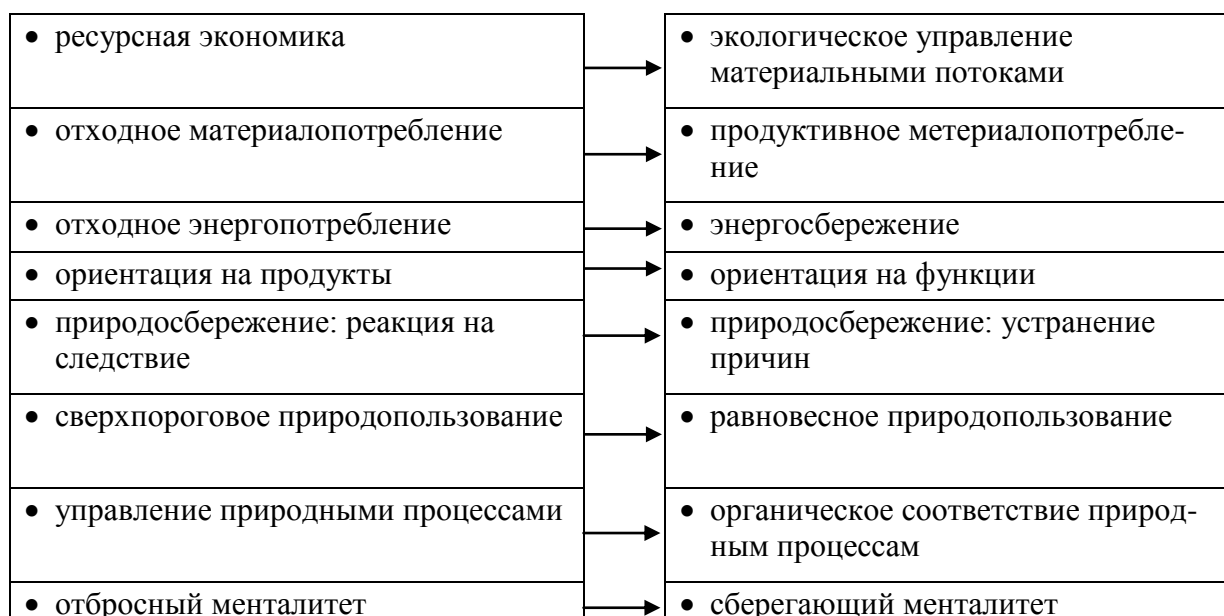 • ресурсная экономика
• экологическое управление
материальными потоками
• отходное материалопотребление
• продуктивное метериалопотребле-
ние
• отходное энергопотребление
• энергосбережение
• ориентация на продукты
• ориентация на функции
• природосбережение: реакция на
следствие
• природосбережение: устранение
причин
• сверхпороговое природопользование
• равновесное природопользование
• управление природными процессами
• органическое соответствие природ-
ным процессам
• отбросный менталитет
• сберегающий менталитет